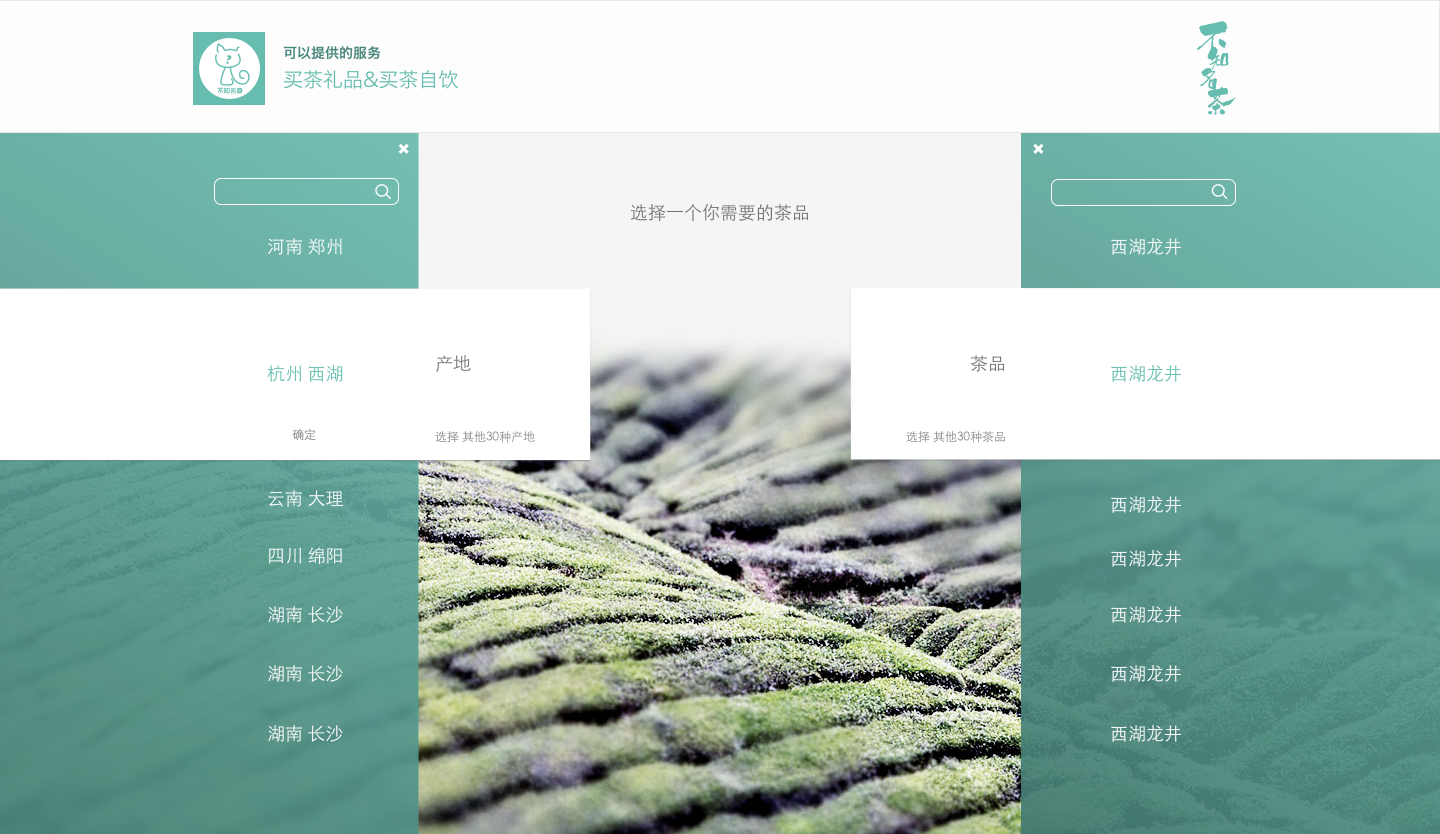 可以提供的服务
买茶礼品&买茶自饮
不知名茶
不知名茶
选择一个你需要的茶品
河南 郑州
杭州 西湖
确定
产地
选择 其他30种产地
云南 大理
四川 绵阳
湖南 长沙
湖南 长沙
湖南 长沙
西湖龙井
茶品
选择 其他30种茶品
西湖龙井
西湖龙井
西湖龙井
西湖龙井
西湖龙井
西湖龙井